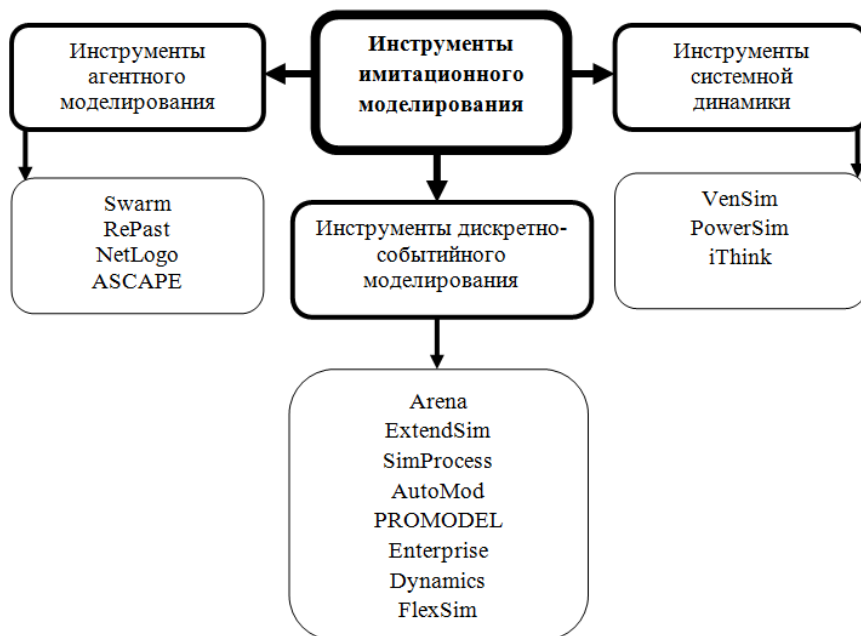 Инструменты
агентного
моделирования
Инструменты
имитационного
моделирования
Инструменты
системной
динамики
Swarm
RePast
NetLogo
ASCAPE
Инструменты дискретно-
событийного
моделирования
VenSim
PowerSim
iThink
Arena
ExtendSim
SimProcess
AutoMod
PROMODEL
Enterprise
Dynamics
FlexSim